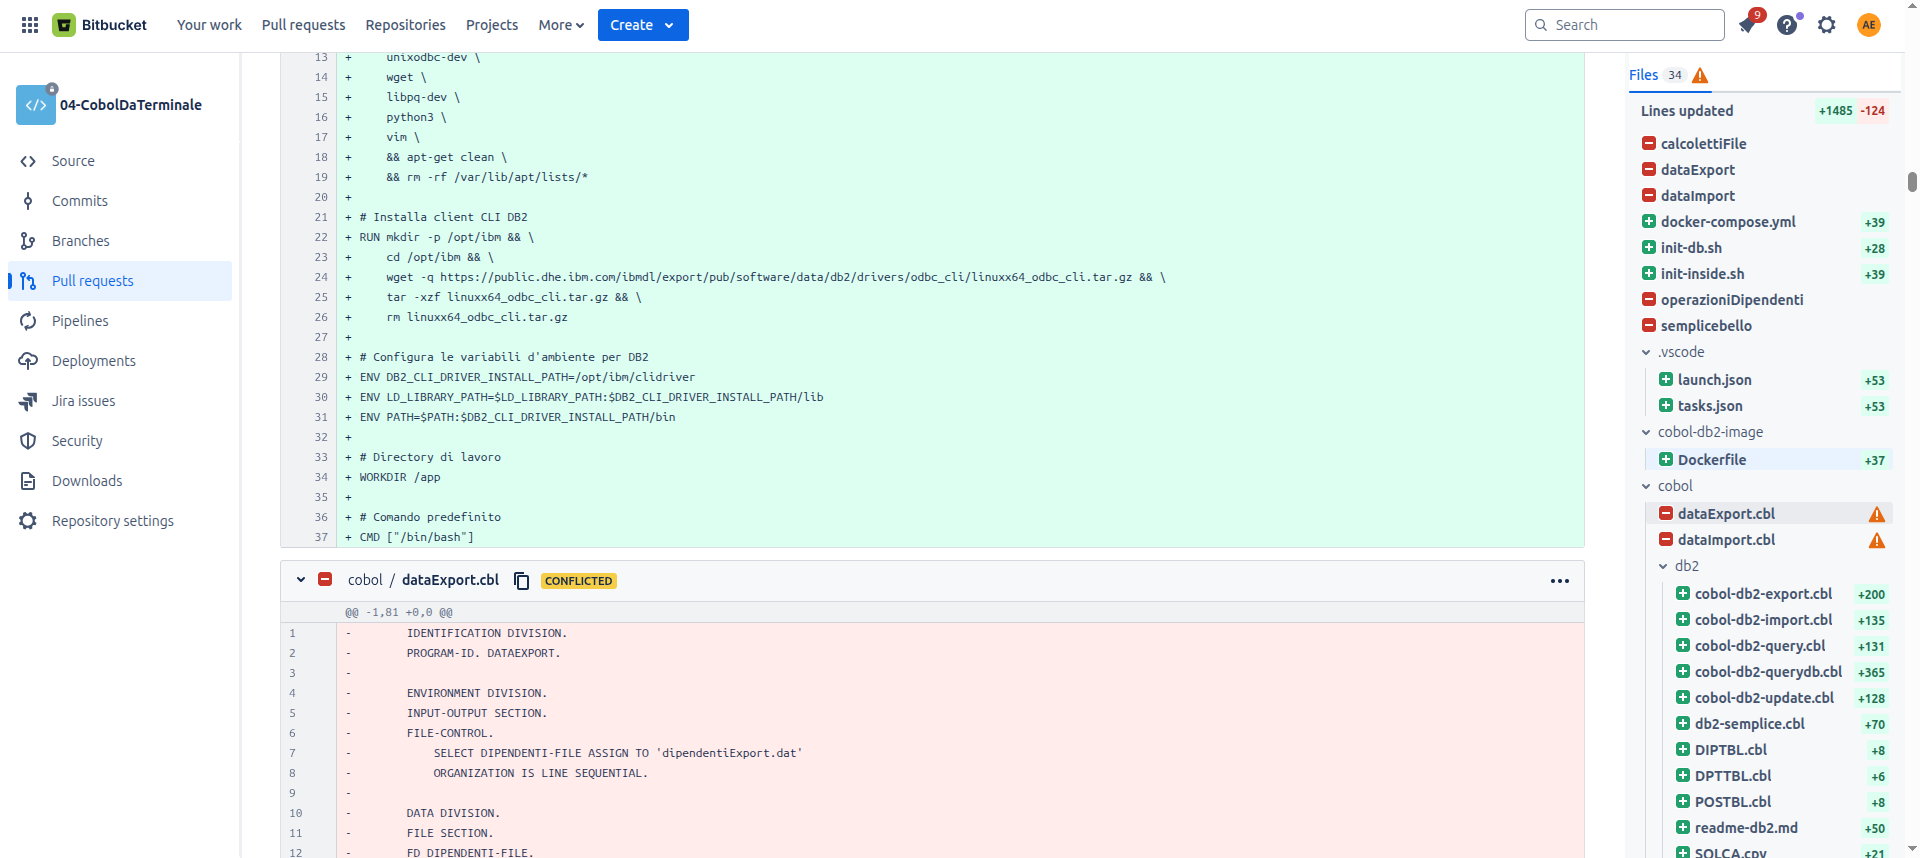 Bitbucket
Your work
Pull requests
Repositories
Projects
More
Create
Search
9
AE
04-CobolDaTerminale
Source
Commits
Branches
Pull requests
Pipelines
Deployments
Jira issues
Security
Downloads
Repository settings
13 + unixodbc-dev \
14 + wget \
15 + libpq-dev \
16 + python3 \
17 + vim \
18 + && apt-get clean \
19 + && rm -rf /var/lib/apt/lists/*
20 +
21 + # Installa client CLI DB2
22 + RUN mkdir -p /opt/ibm && \
23 + cd /opt/ibm && \
24 + wget -q https://public.dhe.ibm.com/ibmdl/export/pub/software/data/db2/drivers/odbc_cli/linuxx64_odbc_cli.tar.gz && \
25 + tar -xzf linuxx64_odbc_cli.tar.gz && \
26 + rm linuxx64_odbc_cli.tar.gz
27 +
28 + # Configura le variabili d'ambiente per DB2
29 + ENV DB2_CLI_DRIVER_INSTALL_PATH=/opt/ibm/clidriver
30 + ENV LD_LIBRARY_PATH=$LD_LIBRARY_PATH:$DB2_CLI_DRIVER_INSTALL_PATH/lib
31 + ENV PATH=$PATH:$DB2_CLI_DRIVER_INSTALL_PATH/bin
32 +
33 + # Directory di lavoro
34 + WORKDIR /app
35 +
36 + # Comando predefinito
37 + CMD ["/bin/bash"]
cobol / dataExport.cbl CONFLICTED
@@ -1,81 +0,0 @@
1 - IDENTIFICATION DIVISION.
2 - PROGRAM-ID. DATAEXPORT.
3 -
4 - ENVIRONMENT DIVISION.
5 - INPUT-OUTPUT SECTION.
6 - FILE-CONTROL.
7 - SELECT DIPENDENTI-FILE ASSIGN TO 'dipendentiExport.dat'
8 - ORGANIZATION IS LINE SEQUENTIAL.
9 -
10 - DATA DIVISION.
11 - FILE SECTION.
12 - FD DIPENDENTI-FILE.
Files 34
Lines updated +1485 -124
calcolettiFile
dataExport
dataImport
docker-compose.yml +39
init-db.sh +28
init-inside.sh +39
operazioniDipendenti
semplicebello
.vscode
launch.json +53
tasks.json +53
cobol-db2-image
Dockerfile +37
cobol
dataExport.cbl
dataImport.cbl
db2
cobol-db2-export.cbl +200
cobol-db2-import.cbl +135
cobol-db2-query.cbl +131
cobol-db2-querydb.cbl +365
cobol-db2-update.cbl +128
db2-semplice.cbl +70
DIPTBL.cbl +8
DPTTBL.cbl +6
POSTBL.cbl +8
readme-db2.md +50
SQLCA.cpy +21